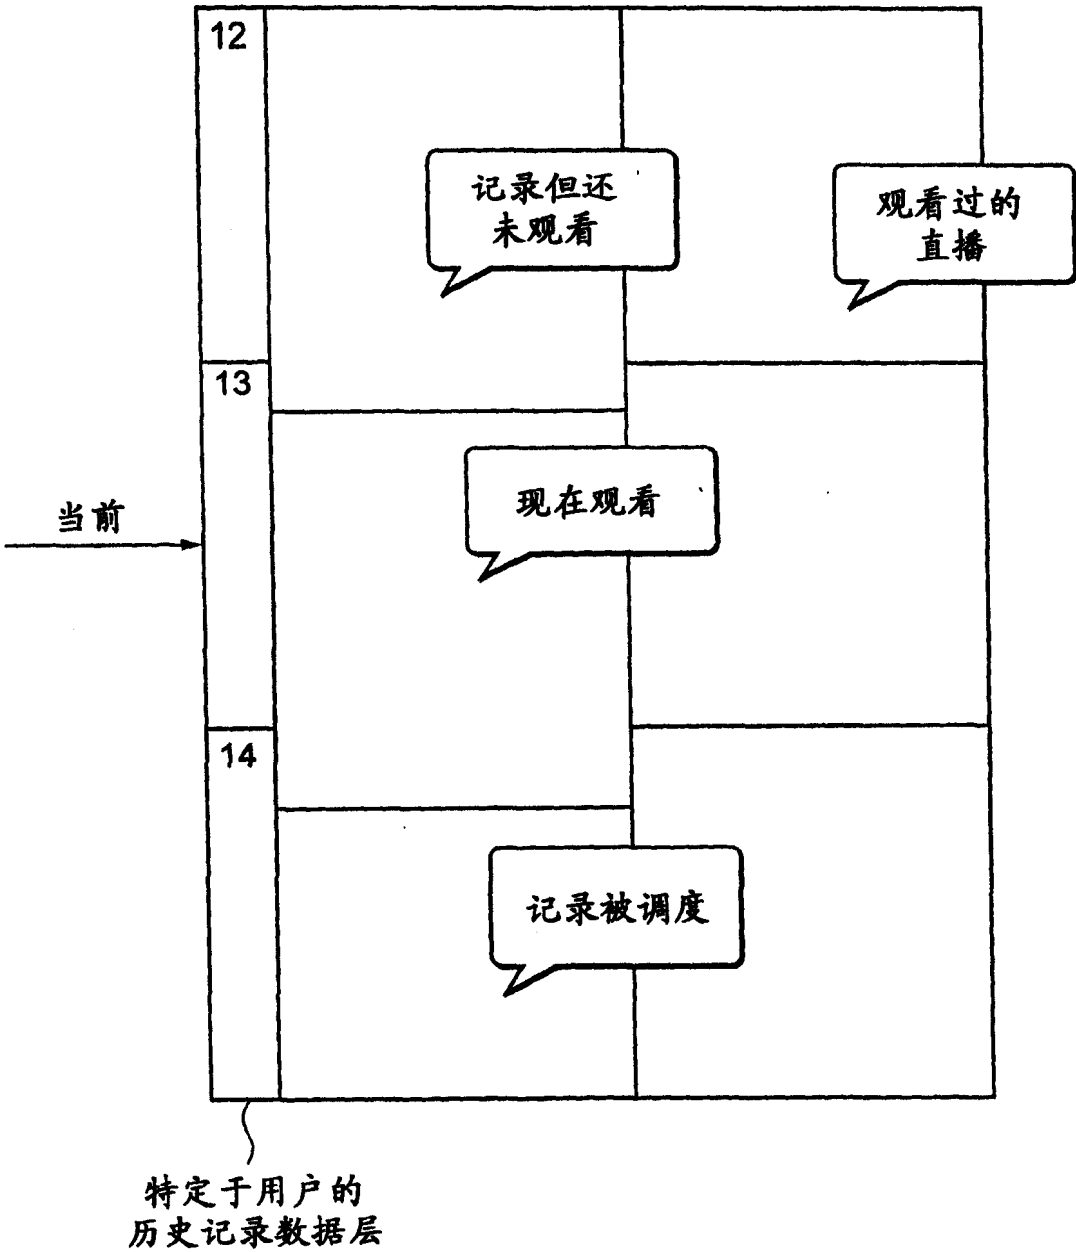 12
记录但还
未观看
观看过的
直播
13
现在观看
当前
14
记录被调度
特定于用户的
历史记录数据层